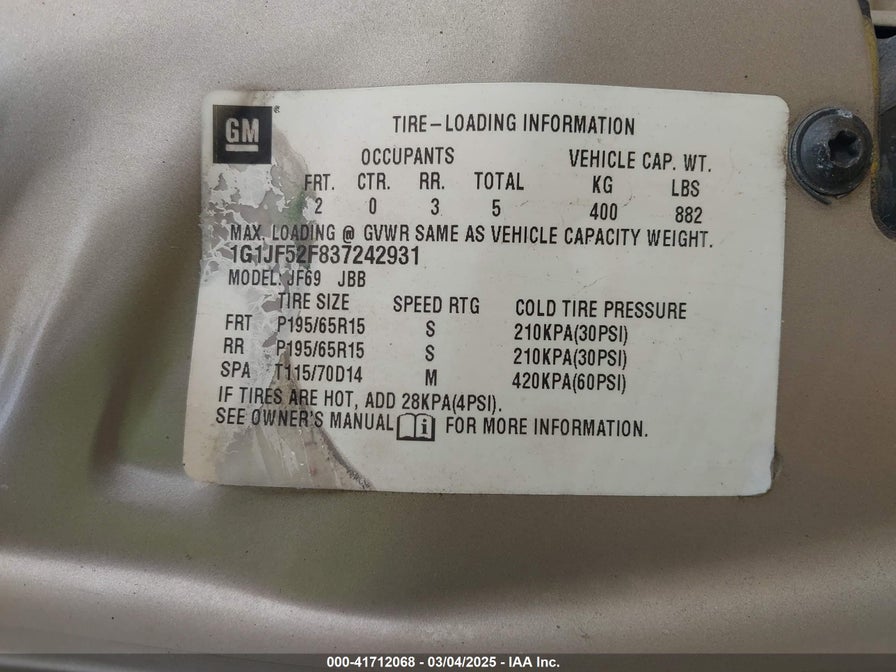 GM
TIRE–LOADING INFORMATION
OCCUPANTS VEHICLE CAP. WT.
FRT. CTR. RR. TOTAL KG LBS
2 0 3 5 400 882
MAX. LOADING @ GVWR SAME AS VEHICLE CAPACITY WEIGHT.
1G1JF52F837242931
MODEL: JF69 JBB
TIRE SIZE SPEED RTG COLD TIRE PRESSURE
FRT P195/65R15 S 210KPA(30PSI)
RR P195/65R15 S 210KPA(30PSI)
SPA T115/70D14 M 420KPA(60PSI)
IF TIRES ARE HOT, ADD 28KPA(4PSI).
SEE OWNER'S MANUAL i FOR MORE INFORMATION.
000-41712068 - 03/04/2025 - IAA Inc.